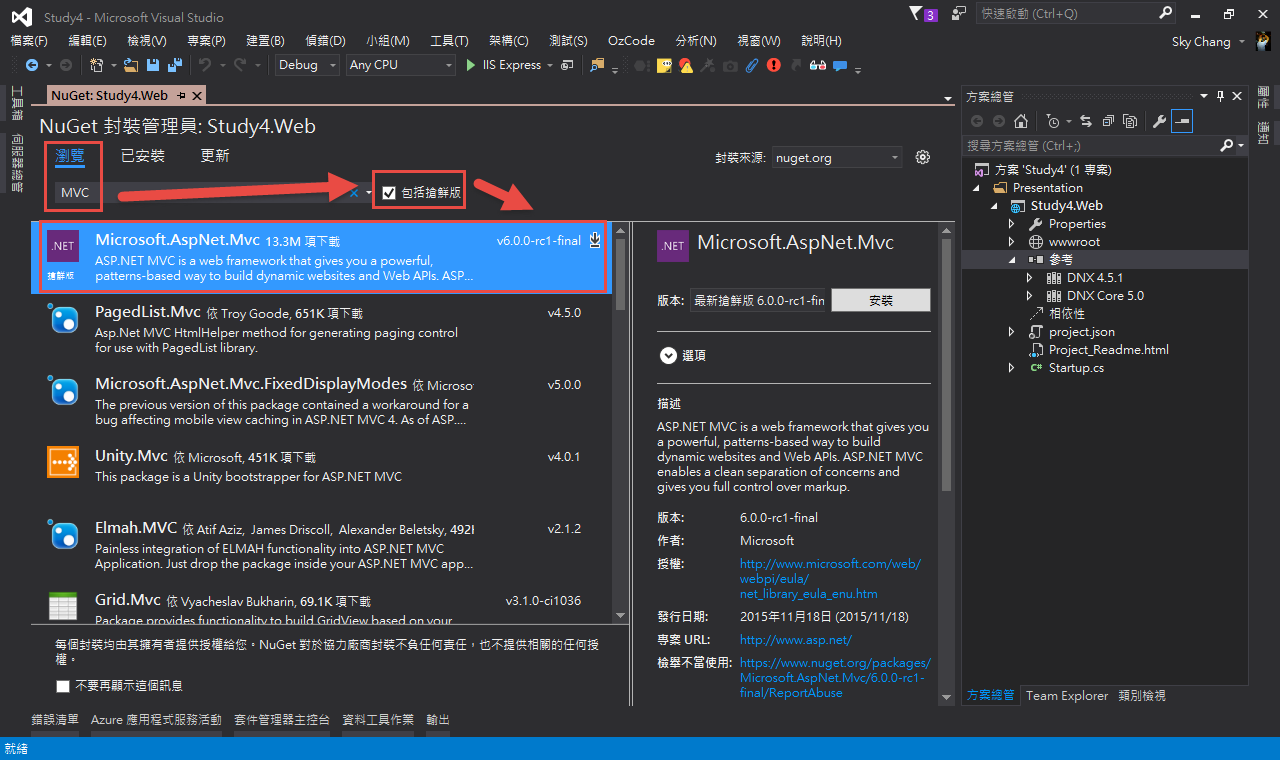 Study4 - Microsoft Visual Studio
3
快速啟動 (Ctrl+Q)
檔案(F) 編輯(E) 檢視(V) 專案(P) 建置(B) 偵錯(D) 小組(M) 工具(T) 架構(C) 測試(S) OzCode 分析(N) 視窗(W) 說明(H)
Sky Chang
Debug Any CPU IIS Express
工具箱
伺服器總管
NuGet: Study4.Web
NuGet 封裝管理員: Study4.Web
瀏覽 已安裝 更新
封裝來源: nuget.org
MVC
包括搶鮮版
.NET
搶鮮版
Microsoft.AspNet.Mvc 13.3M 項下載 v6.0.0-rc1-final
ASP.NET MVC is a web framework that gives you a powerful,
patterns-based way to build dynamic websites and Web APIs. ASP...
PagedList.Mvc 依 Troy Goode, 651K 項下載 v4.5.0
Asp.Net MVC HtmlHelper method for generating paging control
for use with PagedList library.
Microsoft.AspNet.Mvc.FixedDisplayModes 依 Microso v5.0.0
The previous version of this package contained a workaround for a
bug affecting mobile view caching in ASP.NET MVC 4. As of ASP....
Unity.Mvc 依 Microsoft, 451K 項下載 v4.0.1
This package is a Unity bootstrapper for ASP.NET MVC
Elmah.MVC 依 Atif Aziz, James Driscoll, Alexander Beletsky, 492K v2.1.2
Painless integration of ELMAH functionality into ASP.NET MVC
Application. Just drop the package inside your ASP.NET MVC app...
Grid.Mvc 依 Vyacheslav Bukharin, 69.1K 項下載 v3.1.0-ci1036
Package provides functionality to build GridView based on your
每個封裝均由其擁有者提供授權給您。NuGet 對於協力廠商封裝不負任何責任，也不提供相關的任何授
權。
不要再顯示這個訊息
.NET
Microsoft.AspNet.Mvc
版本: 最新搶鮮版 6.0.0-rc1-fin 安裝
選項
描述
ASP.NET MVC is a web framework that gives you
a powerful, patterns-based way to build
dynamic websites and Web APIs. ASP.NET MVC
enables a clean separation of concerns and
gives you full control over markup.
版本: 6.0.0-rc1-final
作者: Microsoft
授權: http://www.microsoft.com/web/
webpi/eula/
net_library_eula_enu.htm
發行日期: 2015年11月18日 (2015/11/18)
專案 URL: http://www.asp.net/
檢舉不當使用: https://www.nuget.org/packages/
Microsoft.AspNet.Mvc/6.0.0-rc1-
final/ReportAbuse
方案總管
搜尋方案總管 (Ctrl+;)
方案 'Study4' (1 專案)
Presentation
Study4.Web
Properties
wwwroot
參考
DNX 4.5.1
DNX Core 5.0
相依性
project.json
Project_Readme.html
C# Startup.cs
方案總管 Team Explorer 類別檢視
屬性
通知
錯誤清單 Azure 應用程式服務活動 套件管理器主控台 資料工具作業 輸出
就緒